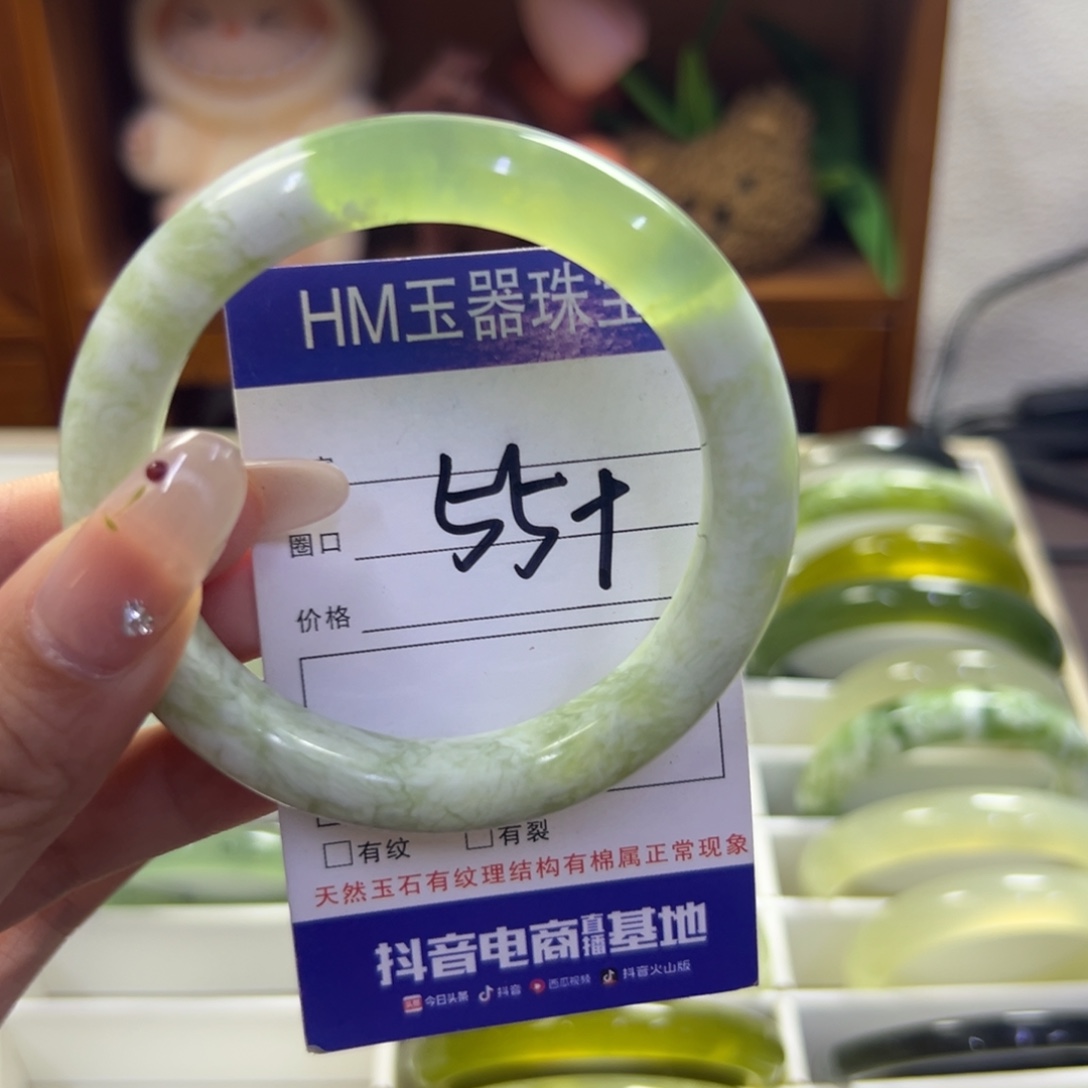 HM玉器珠宝
55+
圈口
价格
有纹 有裂
天然玉石有纹理结构有棉属正常现象
抖音电商直播基地
头条 今日头条 抖音 西瓜视频 抖音火山版